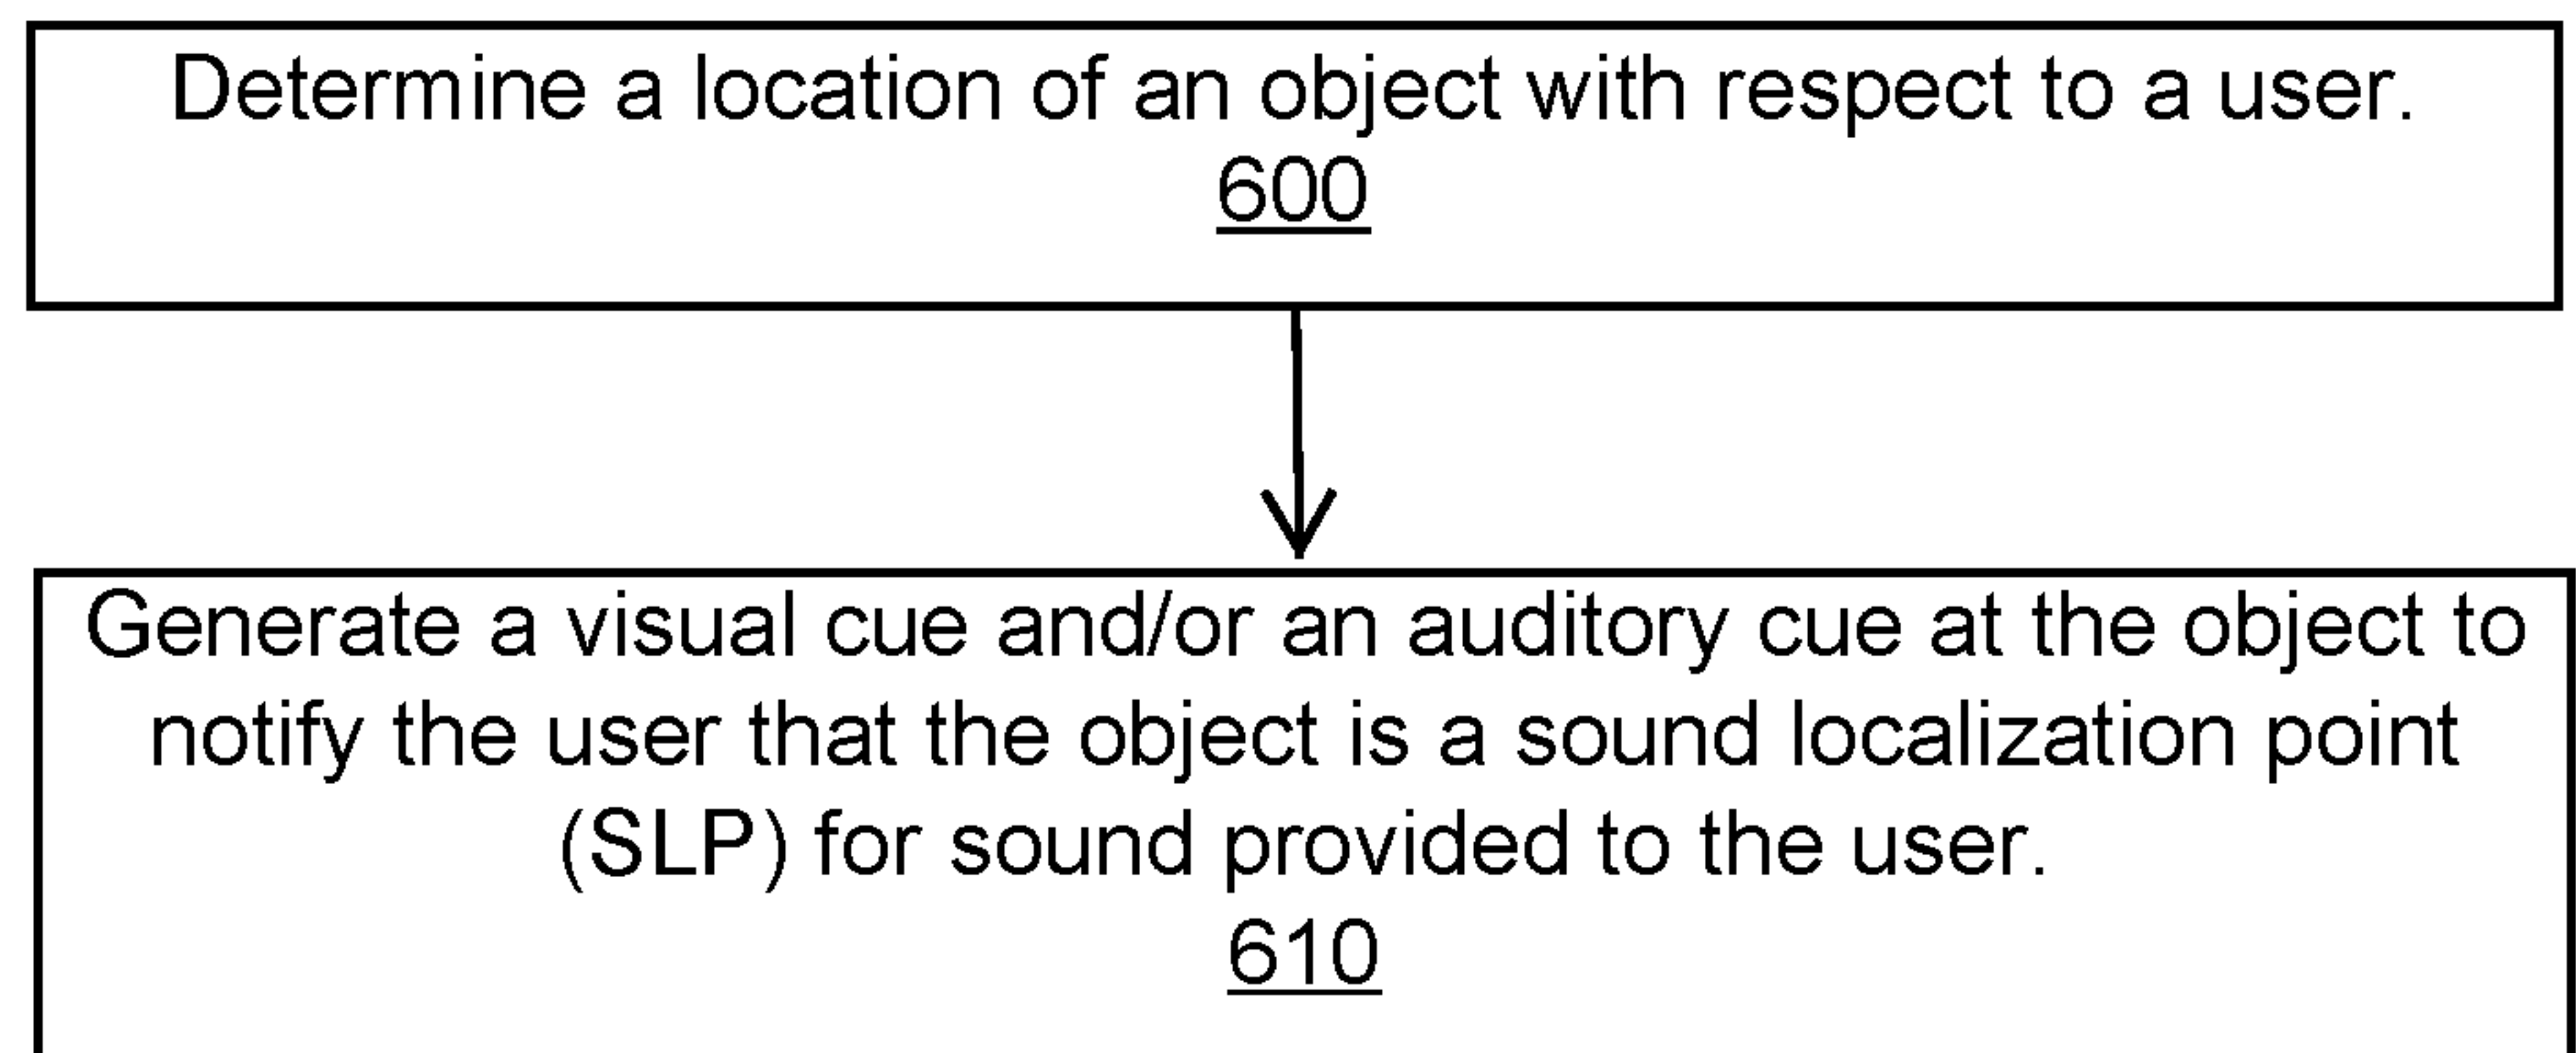 Determine a location of an object with respect to a user.
600
Generate a visual cue and/or an auditory cue at the object to
notify the user that the object is a sound localization point
(SLP) for sound provided to the user.
610